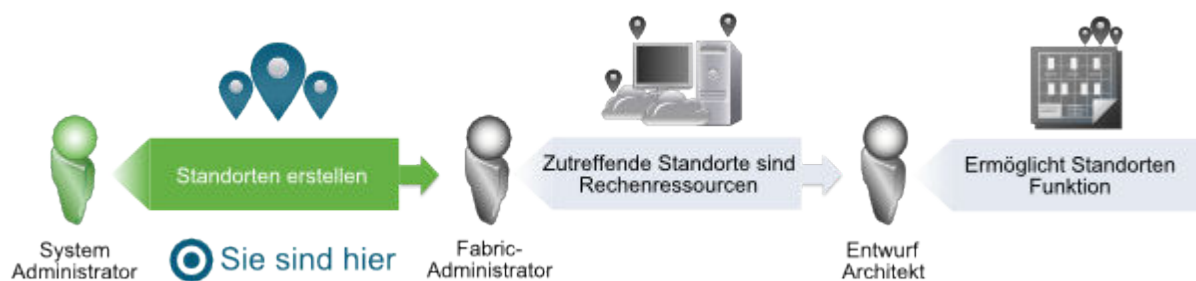 Standorten erstellen
Zutreffende Standorte sind
Rechenressourcen
Ermöglicht Standorten
Funktion
System
Administrator
Sie sind hier
Fabric-
Administrator
Entwurf
Architekt